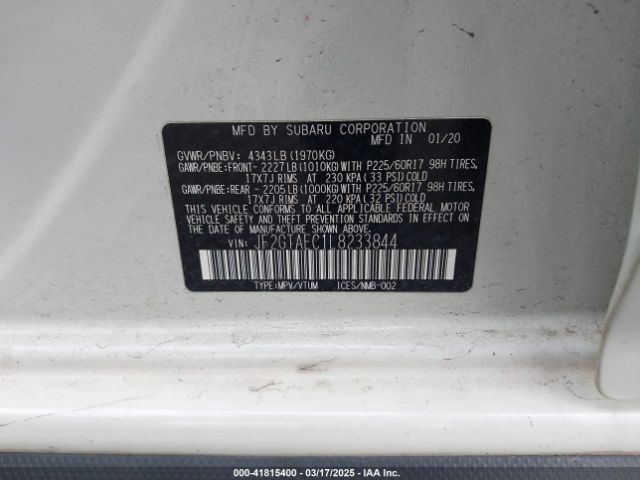 MFD BY SUBARU CORPORATION
MFD IN 01/20
GVWR/PNBV: 4343LB(1970KG)
GAWR/PNBE:FRONT- 2227LB(1010KG)WITH P225/60R17 98H TIRES,
17X7J RIMS AT 230 KPA(33 PSI)COLD
GAWR/PNBE:REAR - 2205LB(1000KG)WITH P225/60R17 98H TIRES,
17X7J RIMS AT 220 KPA(32 PSI)COLD
THIS VEHICLE CONFORMS TO ALL APPLICABLE FEDERAL MOTOR
VEHICLE SAFETY, BUMPER, AND THEFT PREVENTION STANDARDS IN EFFECT ON
THE DATE OF MANUFACTURE SHOWN ABOVE.
VIN: JF2GTAEC1L8233844
TYPE:MPV/VTUM ICES/NMB-002
000-41815400 - 03/17/2025 - IAA Inc.